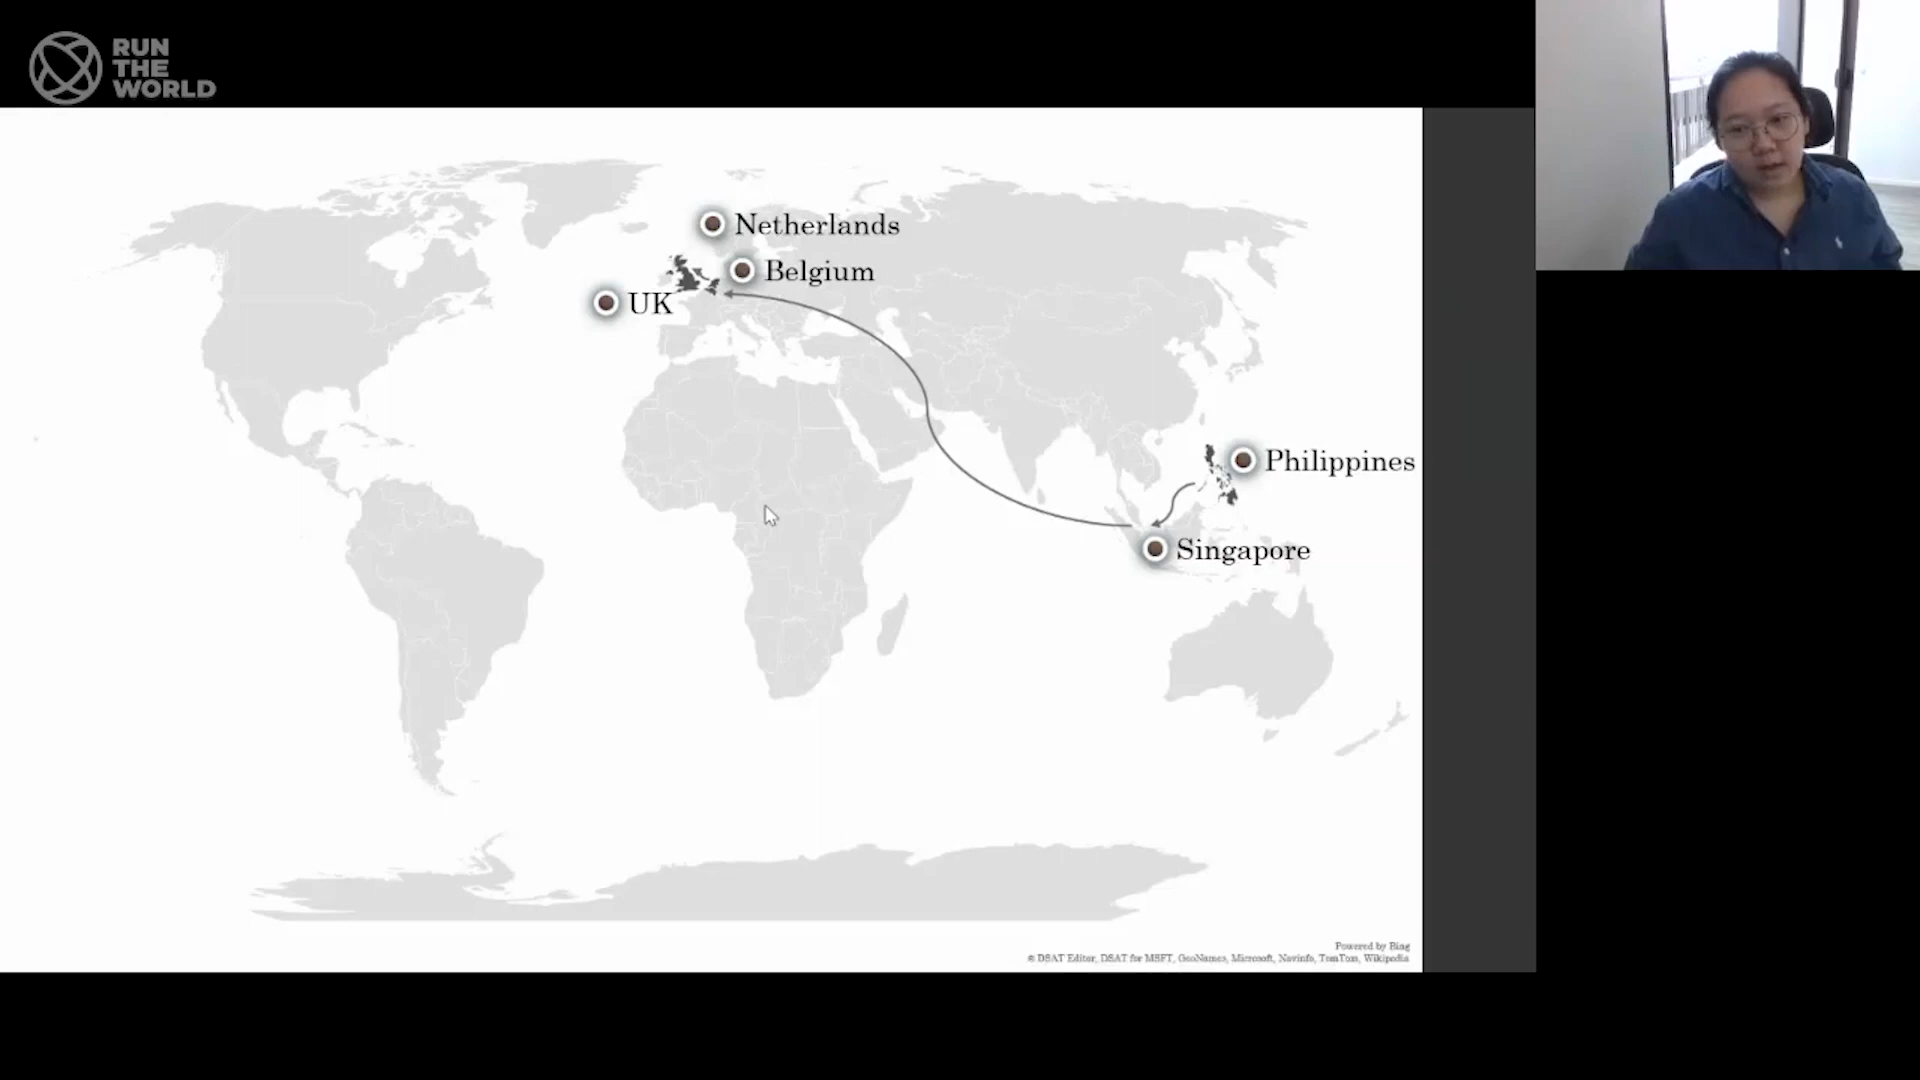 RUN
THE
WORLD
Netherlands
Belgium
UK
Philippines
Singapore
Powered by Bing
© DSAT Editor, DSAT for MSFT, GeoNames, Microsoft, Navinfo, TomTom, Wikipedia